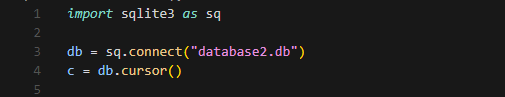 1 import sqlite3 as sq
2
3 db = sq.connect("database2.db")
4 c = db.cursor()
5